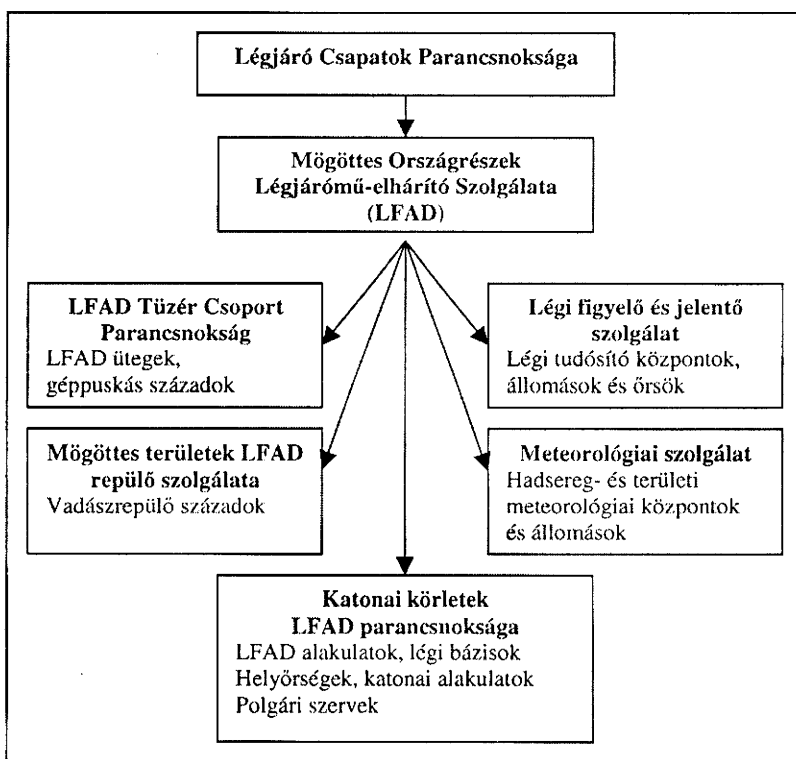 Légjáró Csapatok Parancsnoksága
Mögöttes Országrészek
Légjárómű-elhárító Szolgálata
(LFAD)
LFAD Tüzér Csoport
Parancsnokság
LFAD ütegek,
géppuskás századok
Légi figyelő és jelentő
szolgálat
Légi tudósító központok,
állomások és őrsök
Mögöttes területek LFAD
repülő szolgálata
Vadászrepülő századok
Meteorológiai szolgálat
Hadsereg- és területi
meteorológiai központok
és állomások
Katonai körletek
LFAD parancsnoksága
LFAD alakulatok, légi bázisok
Helyőrségek, katonai alakulatok
Polgári szervek